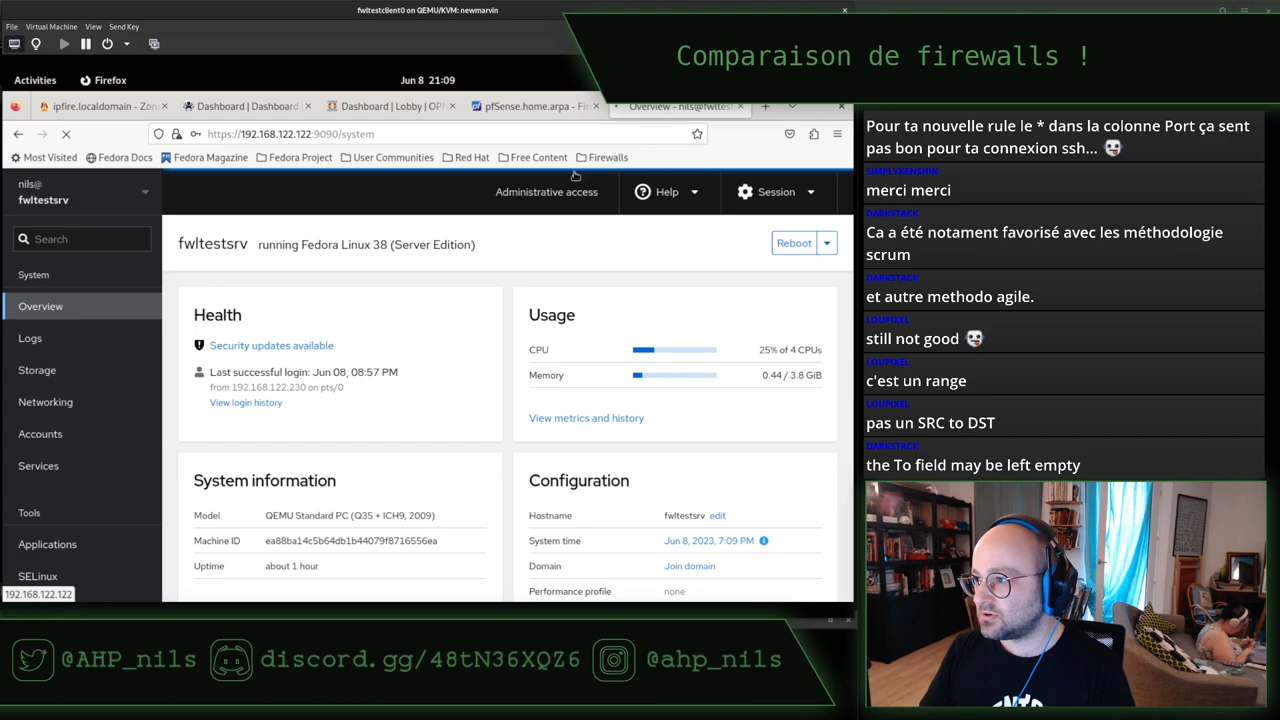 fwltestclient0 on QEMU/KVM: newmarvin
File Virtual Machine View Send Key
Comparaison de firewalls !
Activities Firefox Jun 8 21:09
ipfire.localdomain - Zon
Dashboard | Dashboard |
Dashboard | Lobby | OPN
pfSense.home.arpa - Fir
Overview - nils@fwltest
https://192.168.122.122:9090/system
Most Visited Fedora Docs Fedora Magazine Fedora Project User Communities Red Hat Free Content Firewalls
nils@
fwltestsrv
Administrative access Help Session
Search
System
Overview
Logs
Storage
Networking
Accounts
Services
Tools
Applications
SELinux
192.168.122.122
fwltestsrv running Fedora Linux 38 (Server Edition)
Reboot
Health
Security updates available
Last successful login: Jun 08, 08:57 PM
from 192.168.122.230 on pts/0
View login history
Usage
CPU 25% of 4 CPUs
Memory 0.44 / 3.8 GiB
View metrics and history
System information
Model QEMU Standard PC (Q35 + ICH9, 2009)
Machine ID ea88ba14c5b64db1b44079f8716556ea
Uptime about 1 hour
Configuration
Hostname fwltestsrv edit
System time Jun 8, 2023, 7:09 PM
Domain Join domain
Performance profile none
Pour ta nouvelle rule le * dans la colonne Port ça sent
pas bon pour ta connexion ssh...
SIMPLYKENSHIN
merci merci
DARKSTACK
Ca a été notament favorisé avec les méthodologie
scrum
DARKSTACK
et autre methodo agile.
LOUPIXEL
still not good
LOUPIXEL
c'est un range
LOUPIXEL
pas un SRC to DST
DARKSTACK
the To field may be left empty
@AHP_nils discord.gg/48tN36XQZ6 @ahp_nils